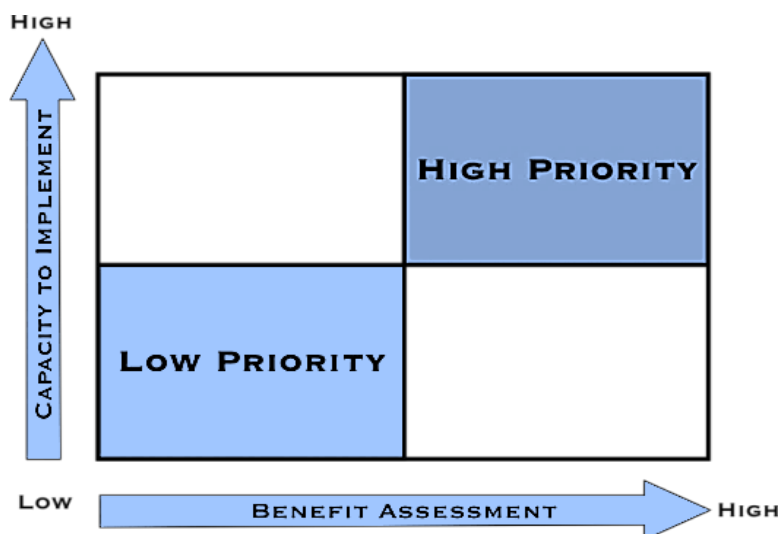 HIGH
CAPACITY TO IMPLEMENT
HIGH PRIORITY
LOW PRIORITY
LOW
BENEFIT ASSESSMENT
HIGH